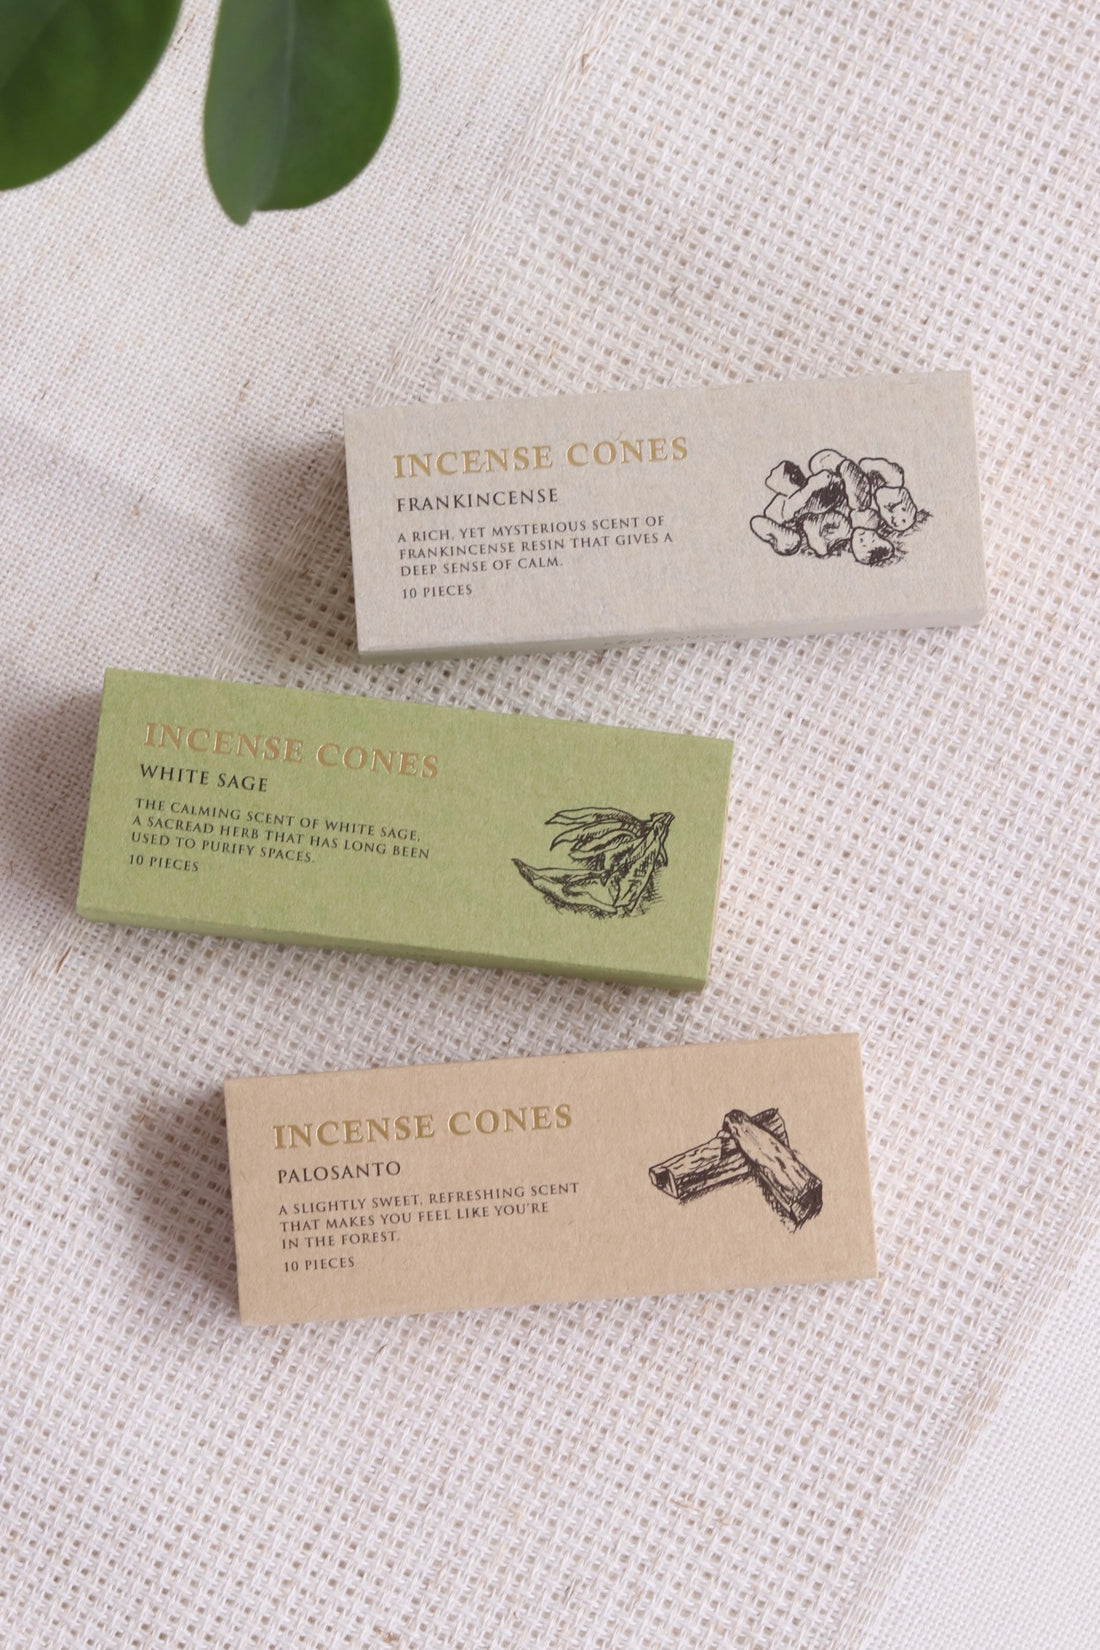 INCENSE CONES
FRANKINCENSE
A RICH, YET MYSTERIOUS SCENT OF
FRANKINCENSE RESIN THAT GIVES A
DEEP SENSE OF CALM.
10 PIECES
INCENSE CONES
WHITE SAGE
THE CALMING SCENT OF WHITE SAGE,
A SACREAD HERB THAT HAS LONG BEEN
USED TO PURIFY SPACES.
10 PIECES
INCENSE CONES
PALOSANTO
A SLIGHTLY SWEET, REFRESHING SCENT
THAT MAKES YOU FEEL LIKE YOU'RE
IN THE FOREST.
10 PIECES